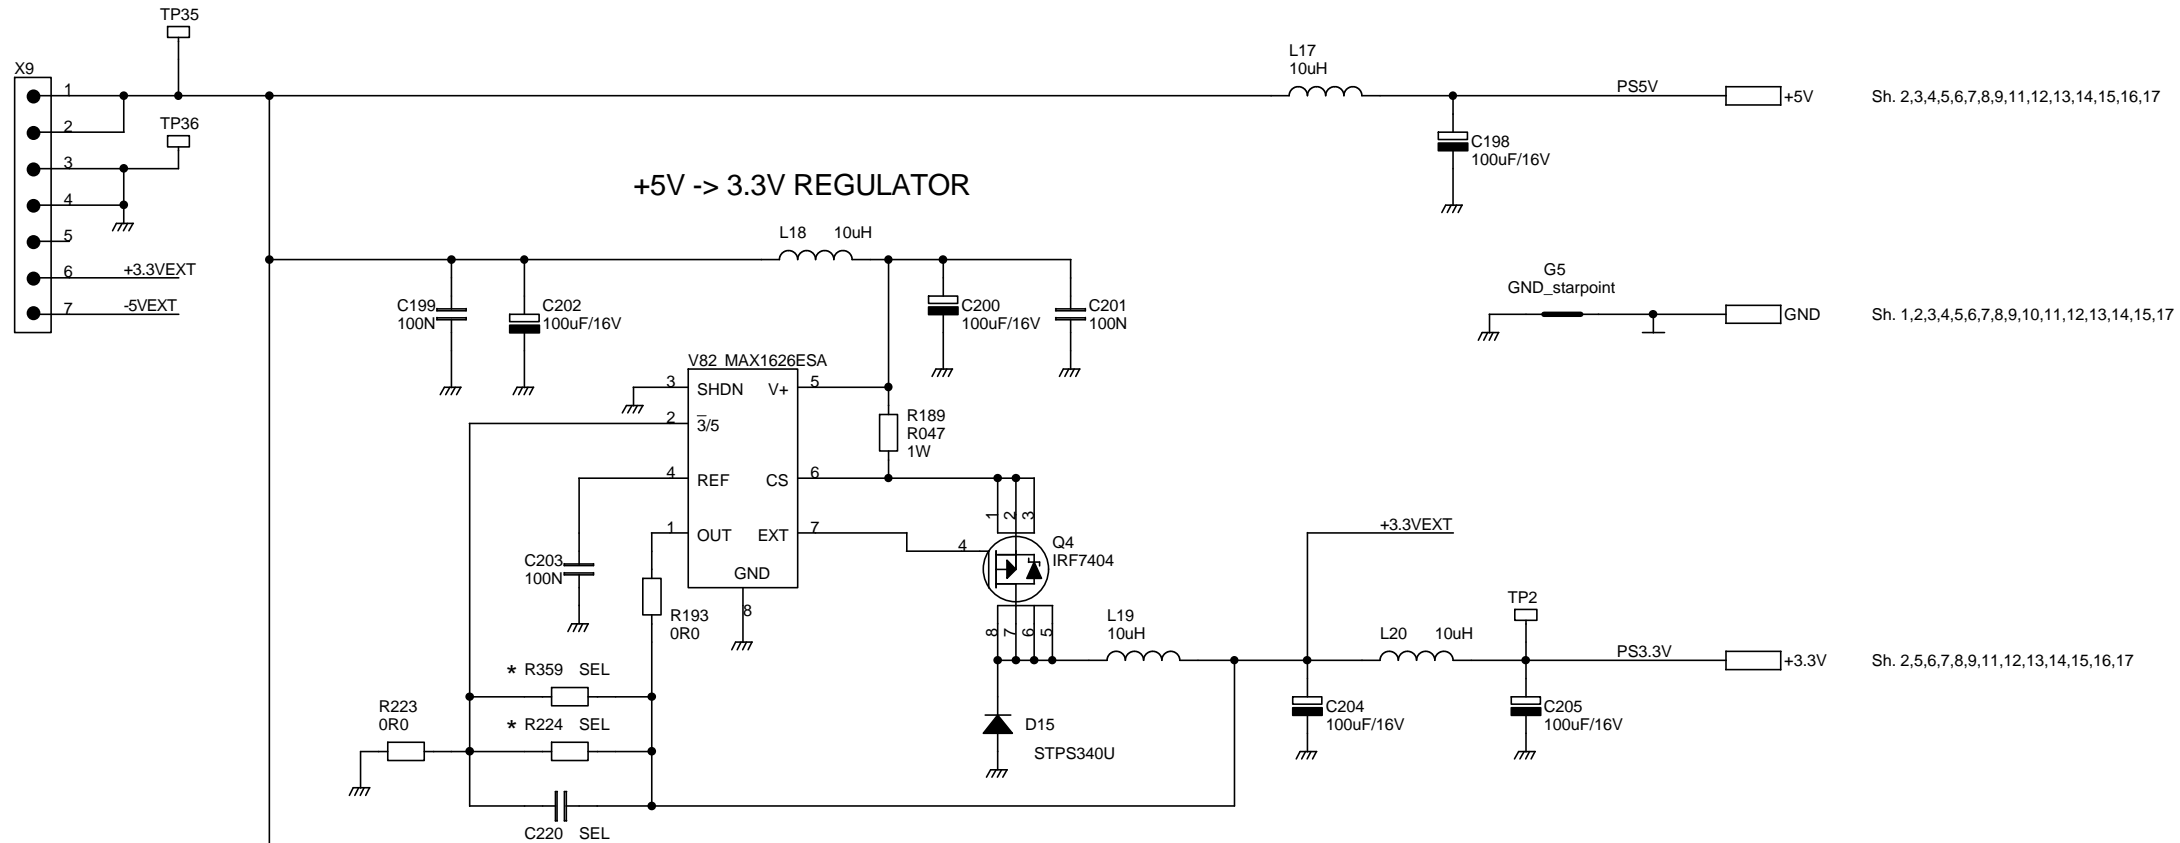 TP35
X9
1
2
3
4
5
6
7
TP36
+3.3VEXT
-5VEXT
L17
10uH
PS5V
+5V
Sh. 2,3,4,5,6,7,8,9,11,12,13,14,15,16,17
C198
100uF/16V
+5V -> 3.3V REGULATOR
L18 10uH
C199
100N
C202
100uF/16V
C200
100uF/16V
C201
100N
G5
GND_starpoint
GND
Sh. 1,2,3,4,5,6,7,8,9,10,11,12,13,14,15,17
V82 MAX1626ESA
3 SHDN V+ 5
2 3/5
4 REF CS 6
1 OUT EXT 7
GND
8
R189
R047
1W
C203
100N
R193
0R0
1 2 3
4
Q4
IRF7404
8 7 6 5
+3.3VEXT
L19
10uH
L20 10uH
TP2
PS3.3V
+3.3V
Sh. 2,5,6,7,8,9,11,12,13,14,15,16,17
* R359 SEL
R223
0R0
* R224 SEL
C220 SEL
D15
STPS340U
C204
100uF/16V
C205
100uF/16V